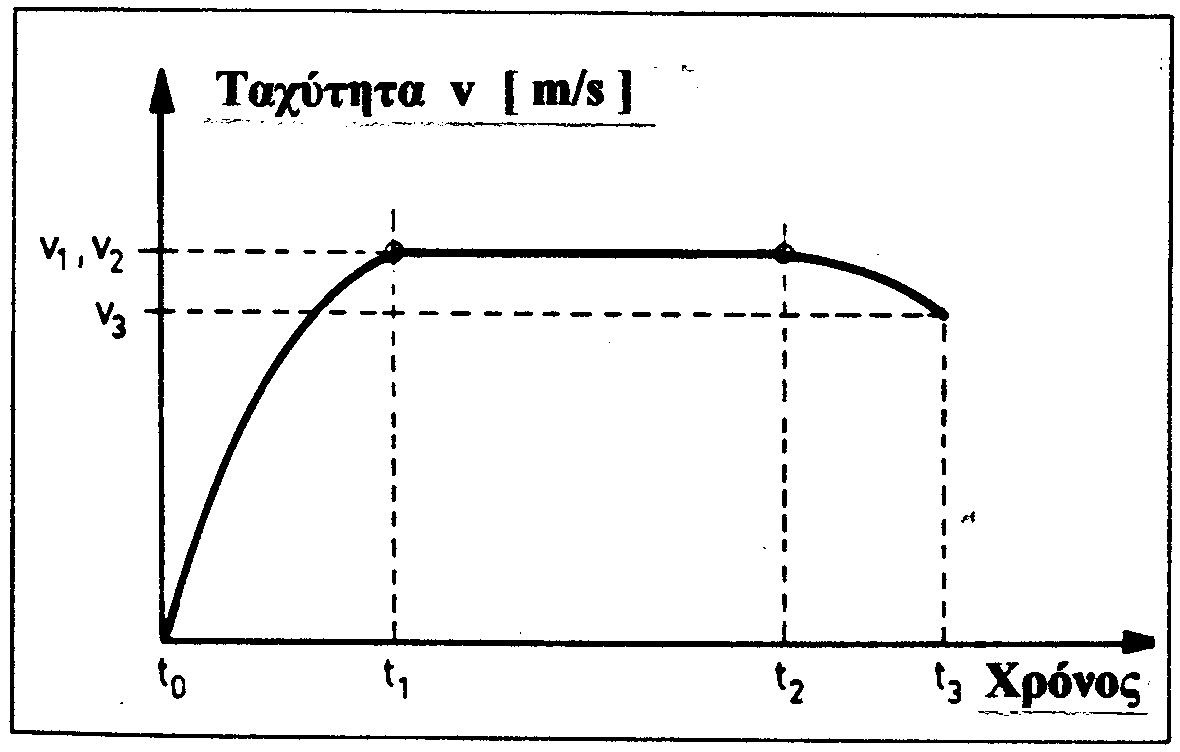 Ταχύτητα v [ m/s ]
v₁, v₂
v₃
t₀ t₁ t₂ t₃ Χρόνος